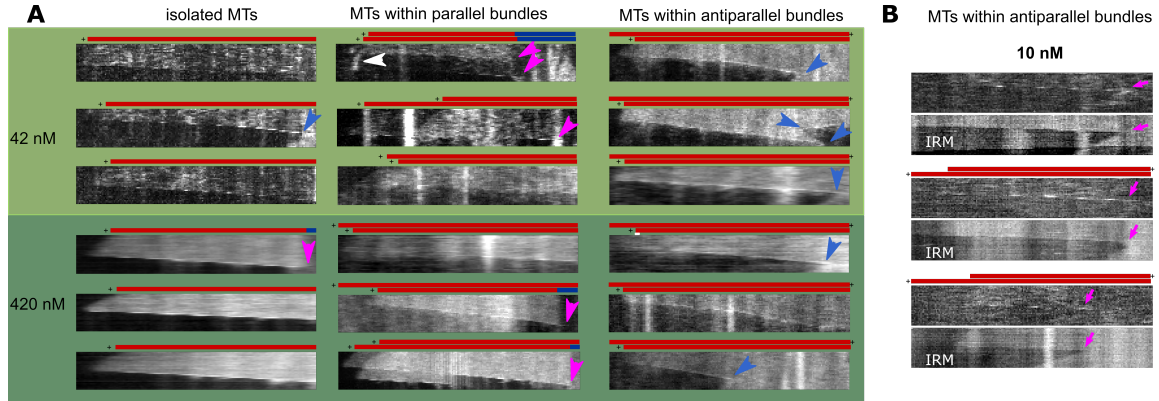 A
isolated MTs
MTs within parallel bundles
MTs within antiparallel bundles
42 nM
420 nM
B
MTs within antiparallel bundles
10 nM
IRM
IRM
IRM